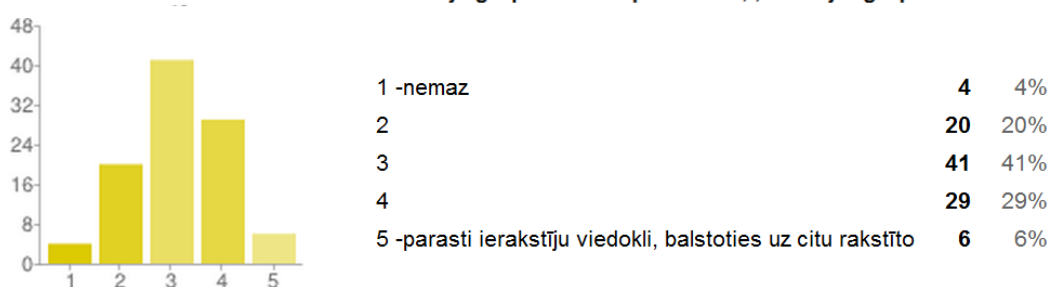 48
40
32
24
16
8
0
1 2 3 4 5
1 -nemaz 4 4%
2 20 20%
3 41 41%
4 29 29%
5 -parasti ierakstīju viedokli, balstoties uz citu rakstīto 6 6%